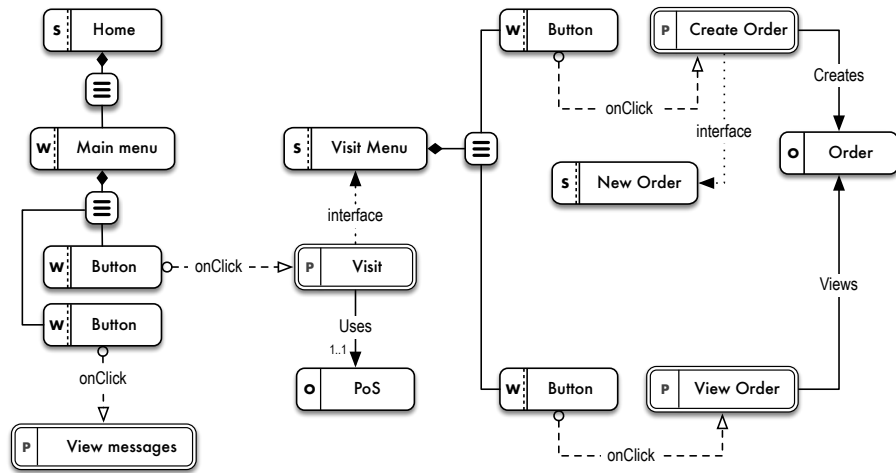 S Home
W Button
P Create Order
onClick
Creates
W Main menu
S Visit Menu
interface
O Order
S New Order
interface
W Button
onClick
P Visit
Views
W Button
Uses
1..1
onClick
O PoS
W Button
P View Order
P View messages
onClick